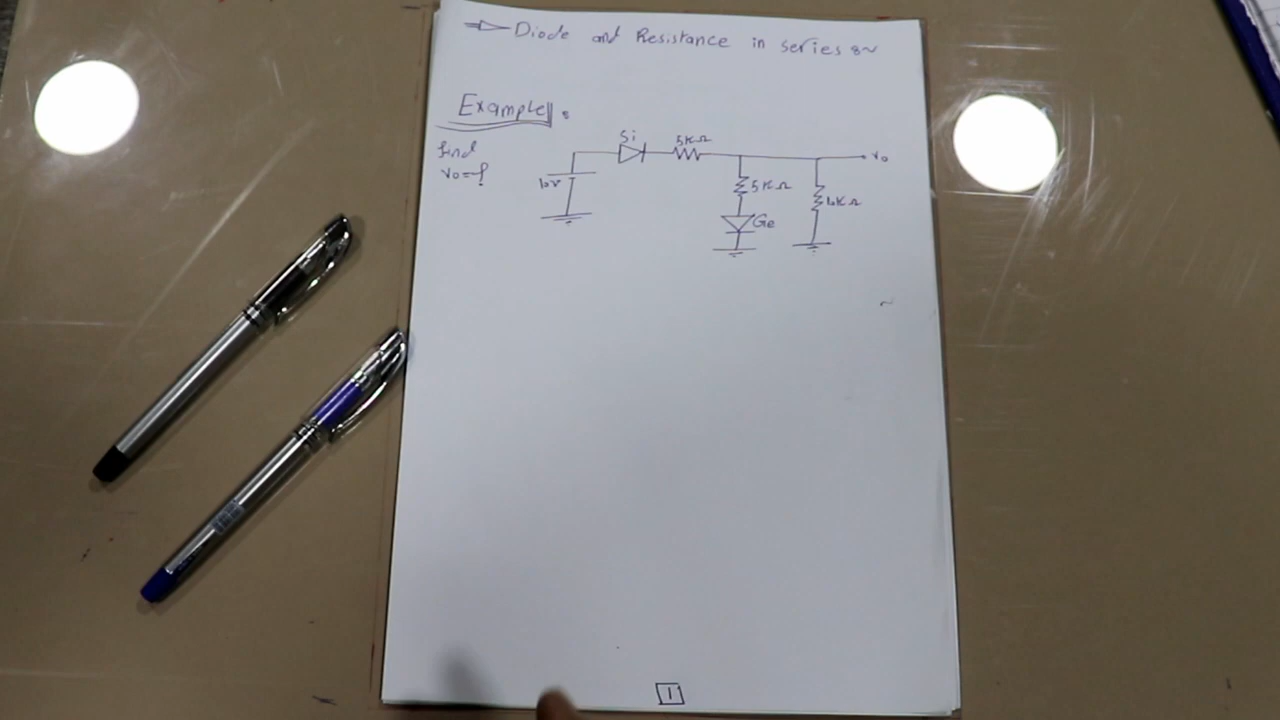 Diode and Resistance in series
Example
Si
5KΩ
find
Vo=?
Vo
10V
5KΩ
Ge
1